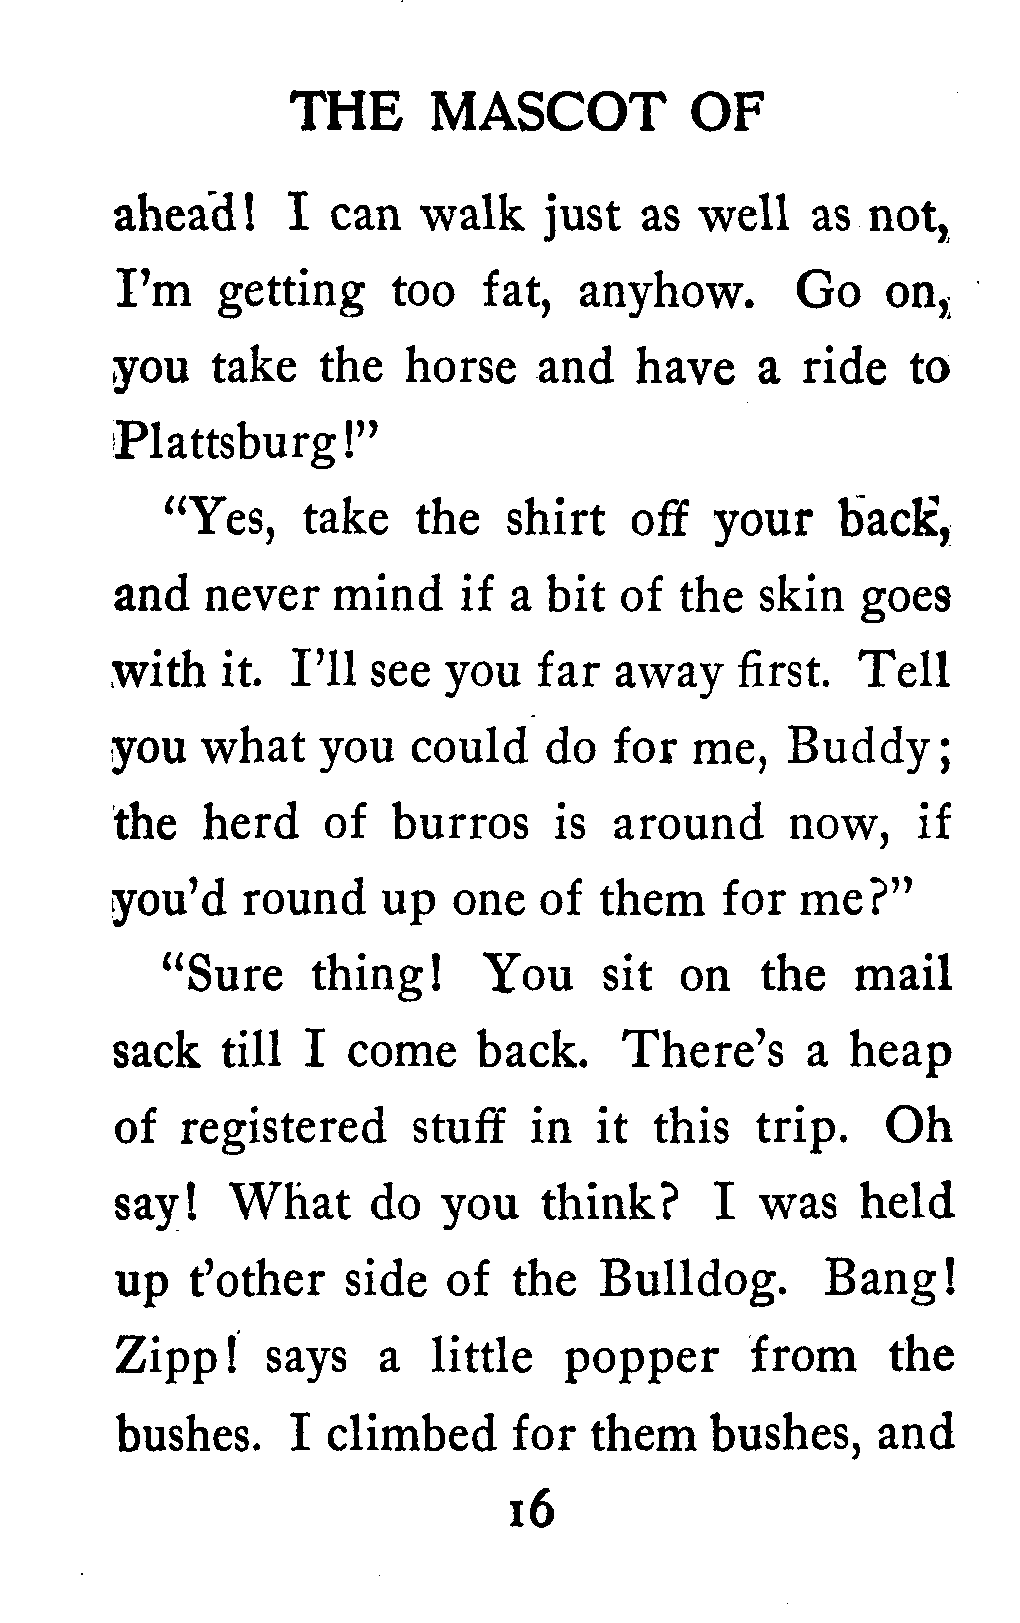 THE MASCOT OF
ahead! I can walk just as well as not,
I'm getting too fat, anyhow. Go on,
you take the horse and have a ride to
Plattsburg!"
"Yes, take the shirt off your back,
and never mind if a bit of the skin goes
with it. I'll see you far away first. Tell
you what you could do for me, Buddy;
the herd of burros is around now, if
you'd round up one of them for me?"
"Sure thing! You sit on the mail
sack till I come back. There's a heap
of registered stuff in it this trip. Oh
say! What do you think? I was held
up t'other side of the Bulldog. Bang!
Zipp! says a little popper from the
bushes. I climbed for them bushes, and
16